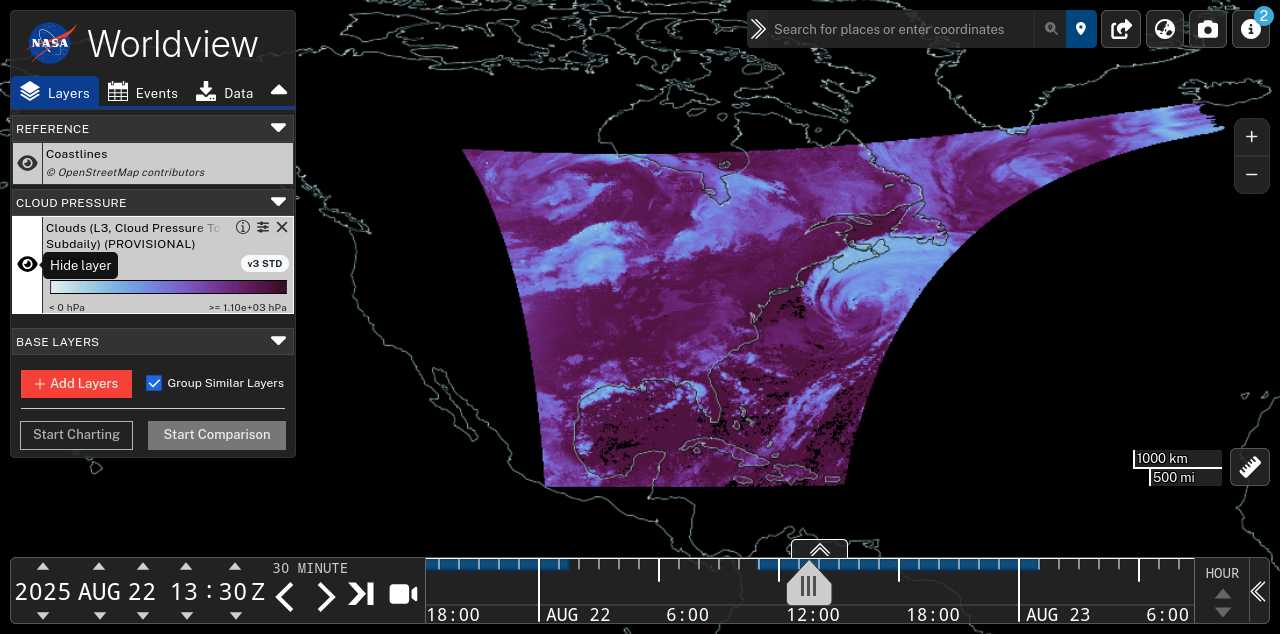 NASA
Worldview
Layers
Events
Data
REFERENCE
Coastlines
© OpenStreetMap contributors
CLOUD PRESSURE
Clouds (L3, Cloud Pressure To
Subdaily) (PROVISIONAL)
Hide layer
v3 STD
< 0 hPa
>= 1.10e+03 hPa
BASE LAYERS
+ Add Layers
Group Similar Layers
Start Charting
Start Comparison
Search for places or enter coordinates
2
+
−
1000 km
500 mi
2025 AUG 22 13 : 30 Z
30 MINUTE
18:00
AUG 22
6:00
12:00
18:00
AUG 23
6:00
HOUR